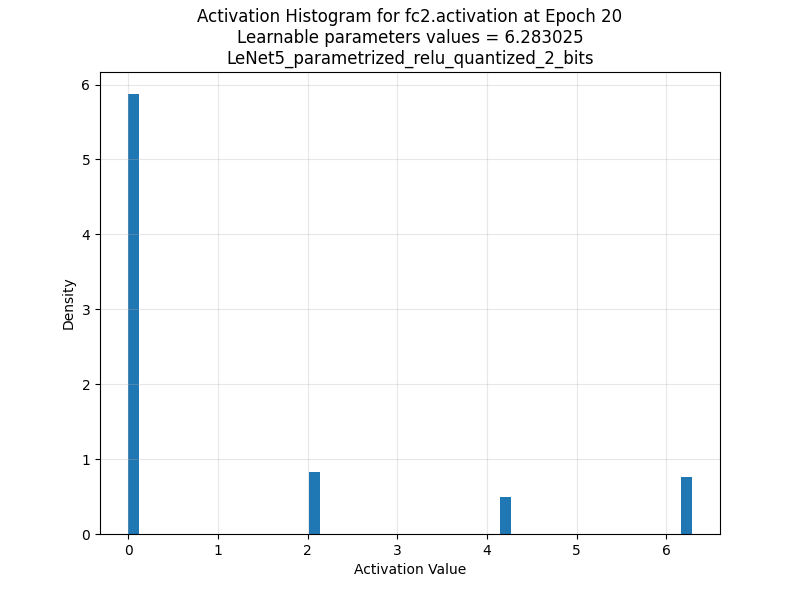 Activation Histogram for fc2.activation at Epoch 20
Learnable parameters values = 6.283025
LeNet5_parametrized_relu_quantized_2_bits
6
5
4
3
2
1
0
Density
0 1 2 3 4 5 6
Activation Value